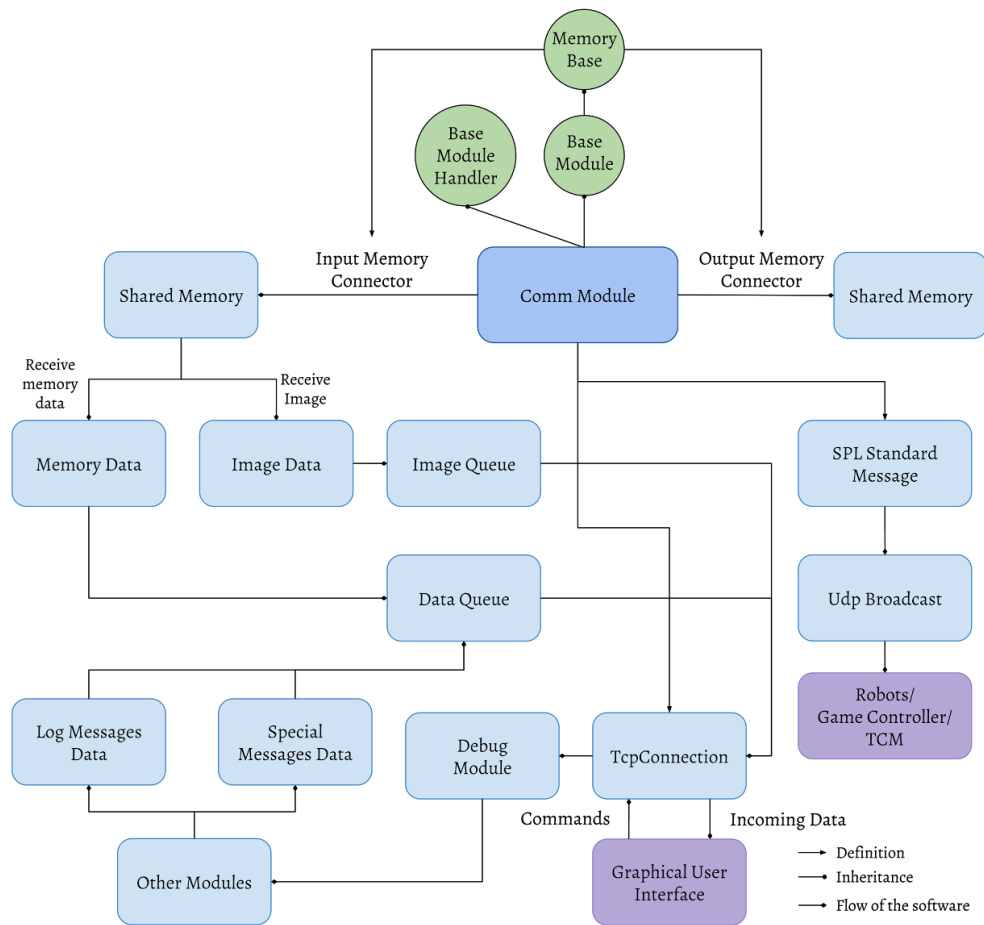 Memory
Base
Base
Module
Handler
Base
Module
Input Memory
Connector
Output Memory
Connector
Shared Memory
Comm Module
Shared Memory
Receive
memory
data
Receive
Image
Memory Data
Image Data
Image Queue
SPL Standard
Message
Data Queue
Udp Broadcast
Log Messages
Data
Special
Messages Data
Debug
Module
TcpConnection
Robots/
Game Controller/
TCM
Commands
Incoming Data
Other Modules
Graphical User
Interface
Definition
Inheritance
Flow of the software